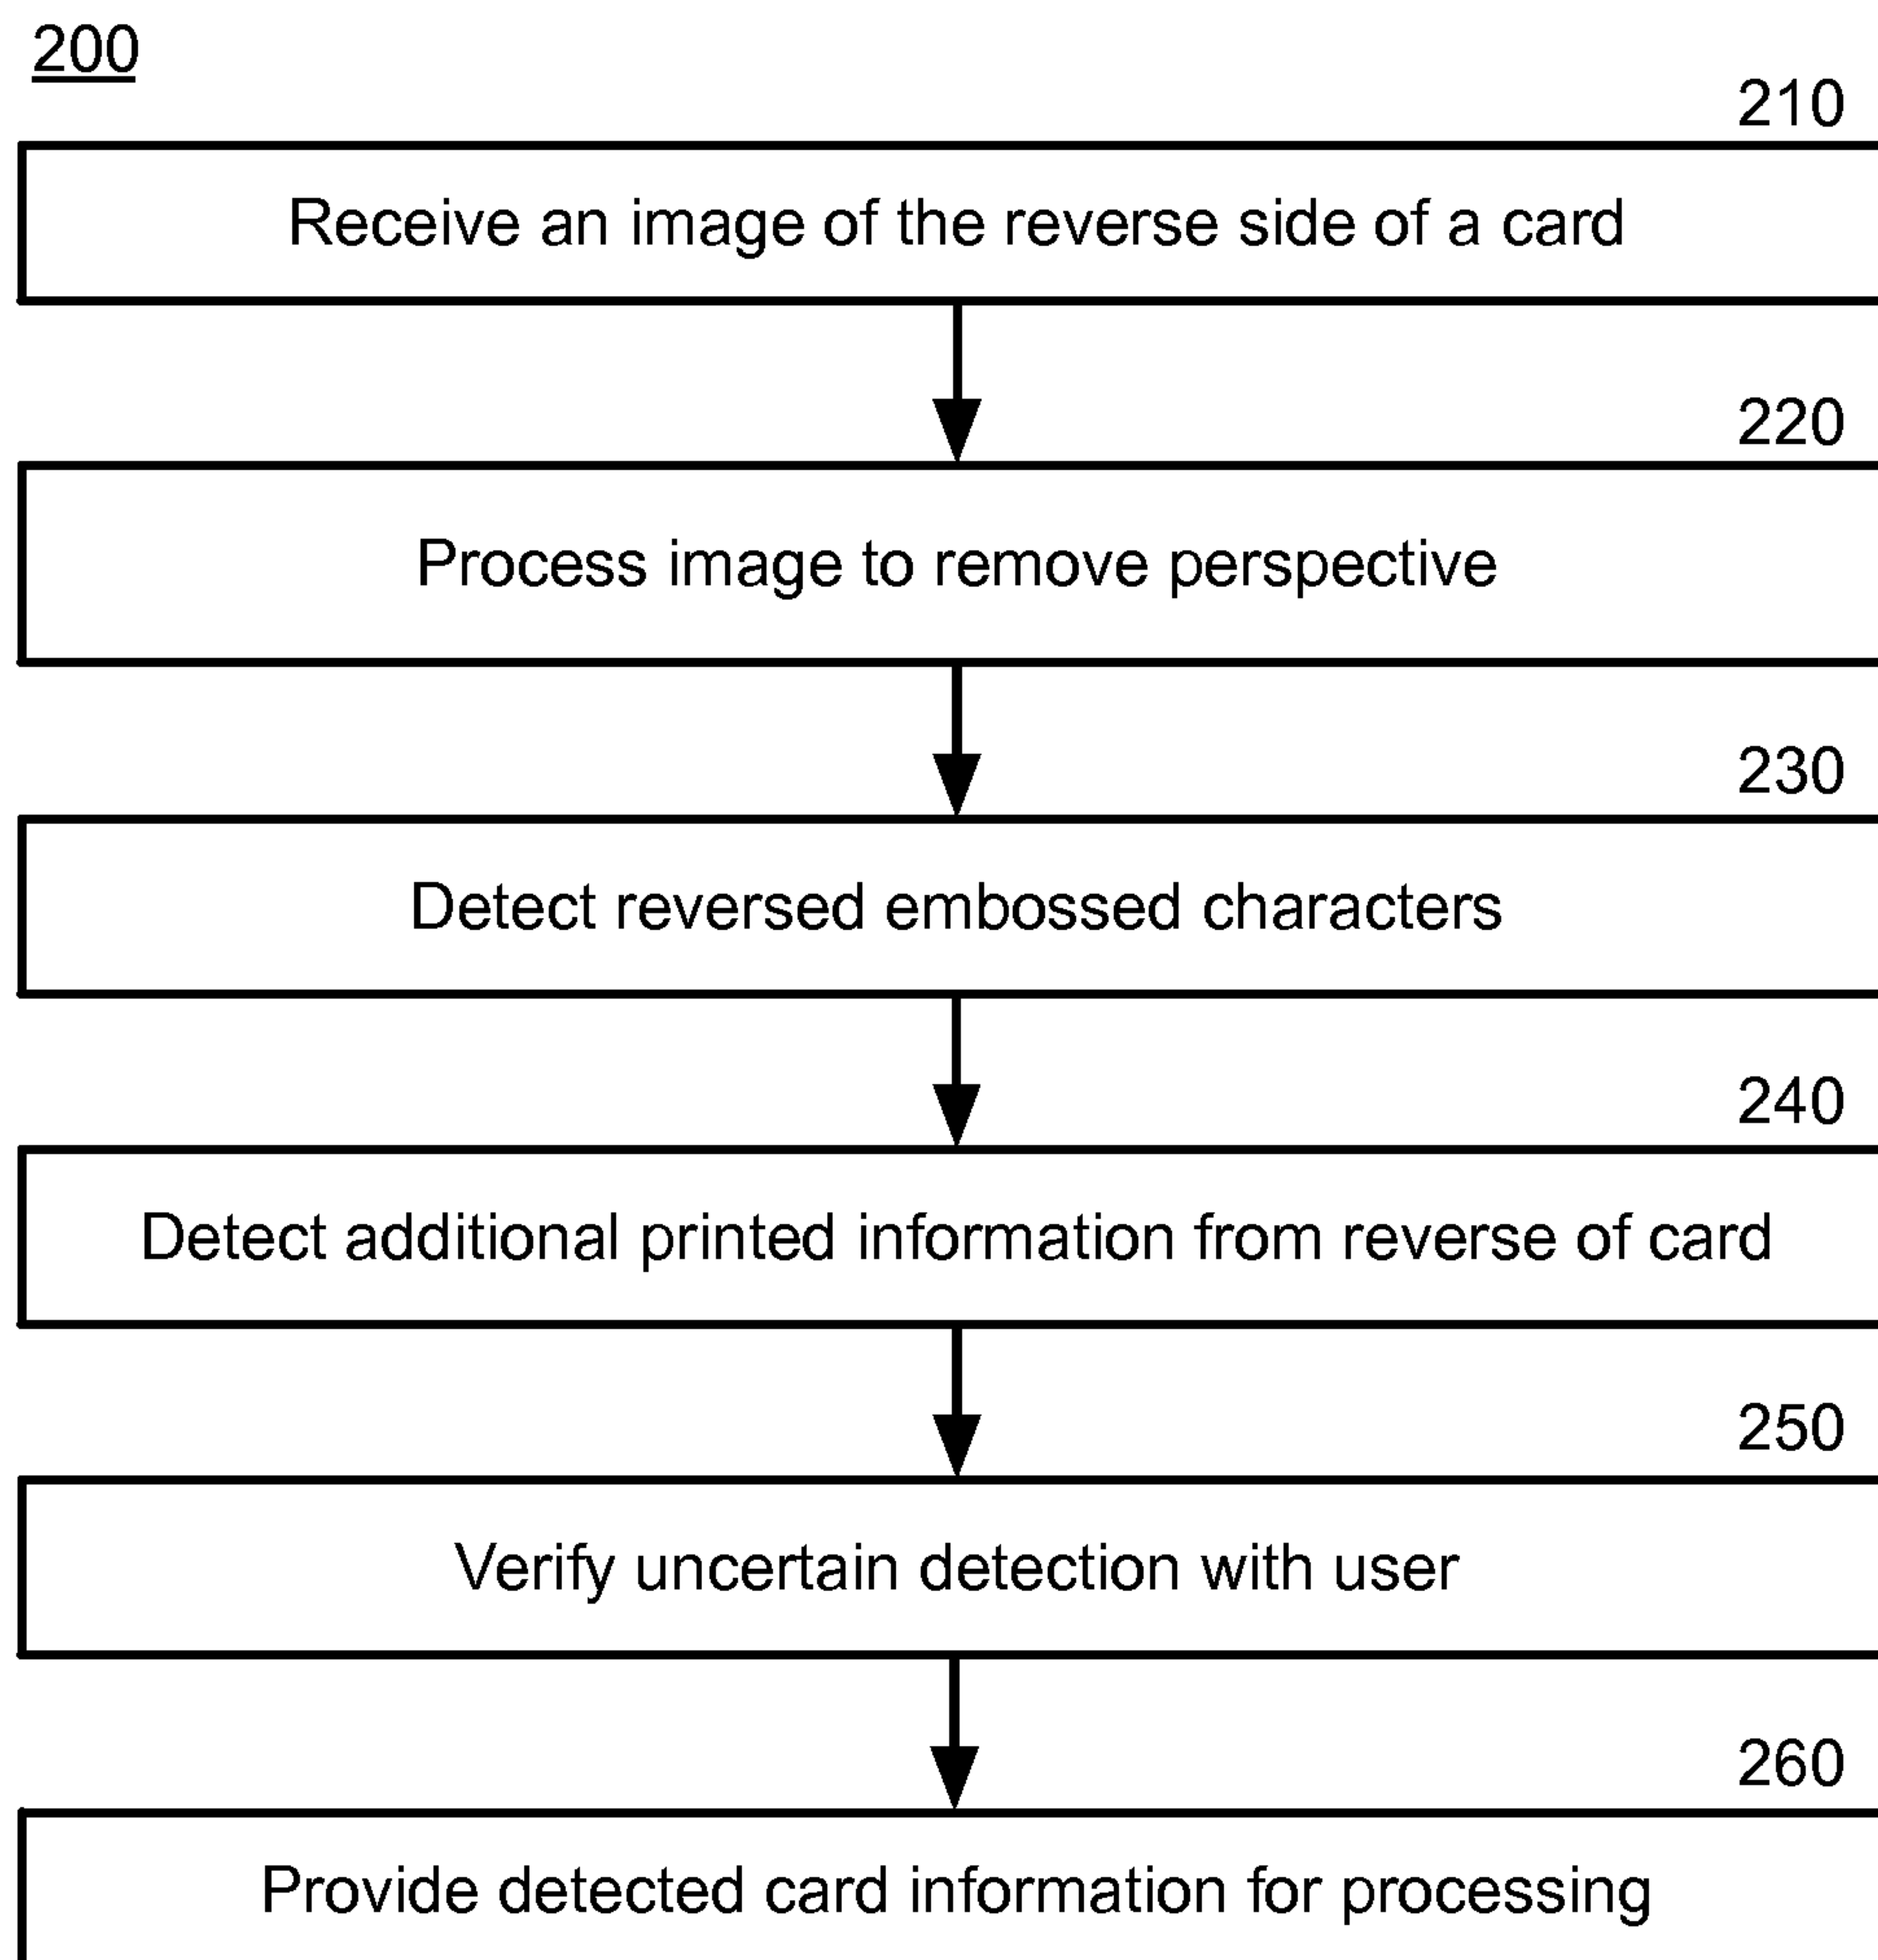 200
210
Receive an image of the reverse side of a card
220
Process image to remove perspective
230
Detect reversed embossed characters
240
Detect additional printed information from reverse of card
250
Verify uncertain detection with user
260
Provide detected card information for processing